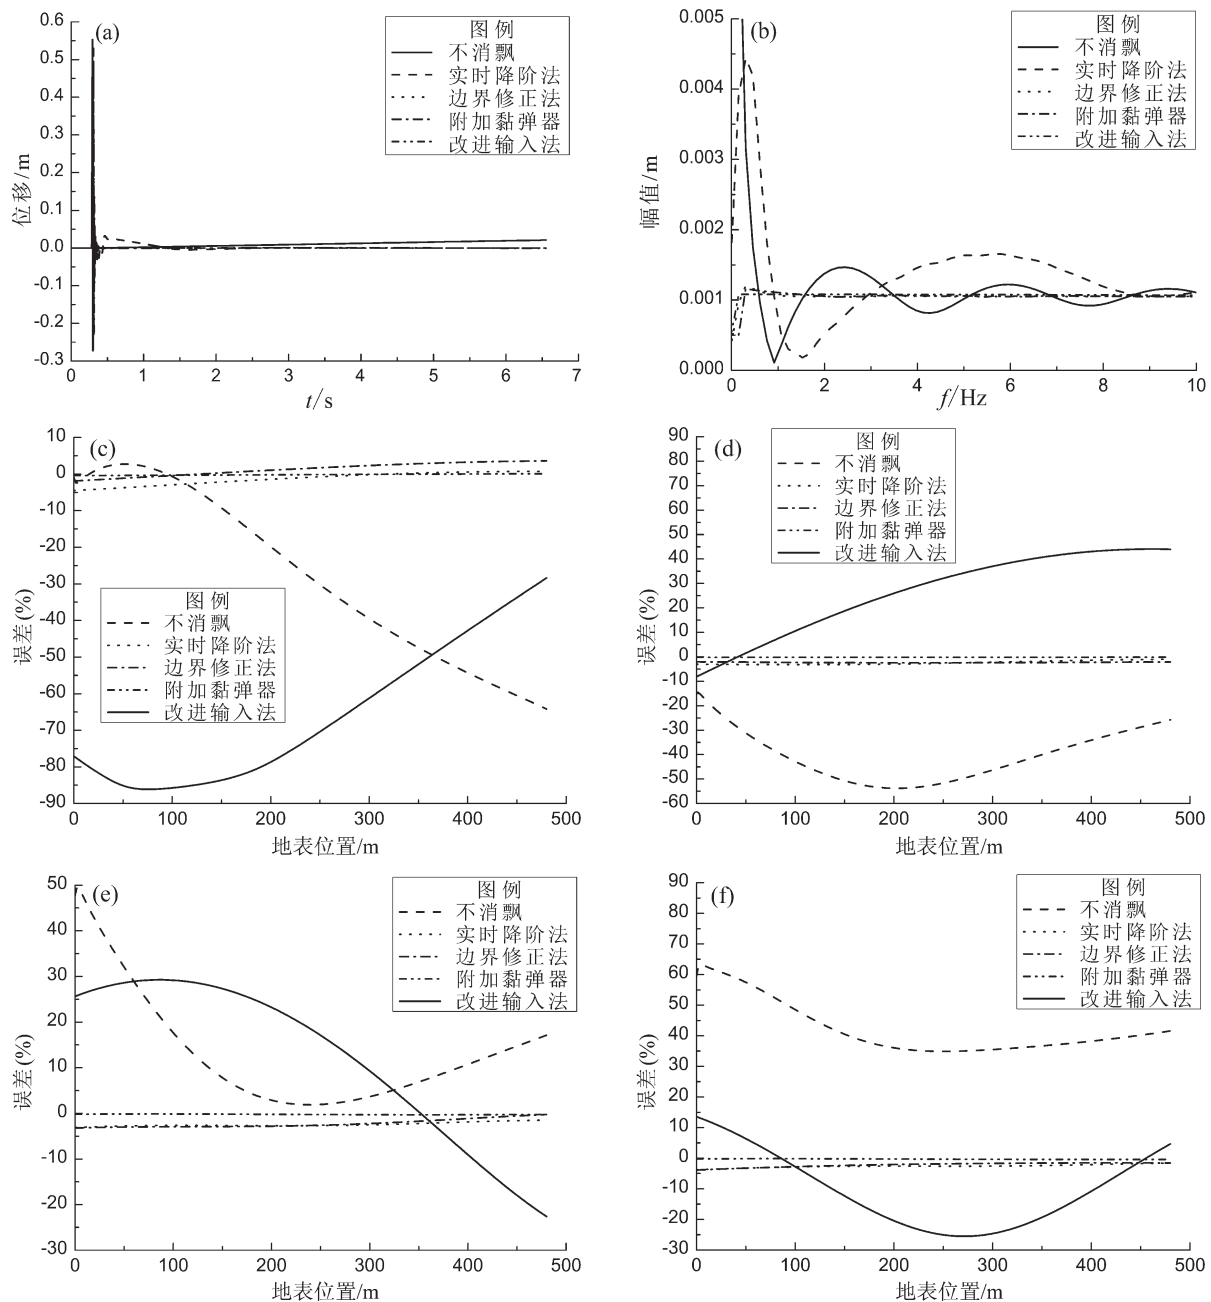 (a)
图例
不消飘
实时降阶法
边界修正法
附加黏弹器
改进输入法
位移/m
0.6
0.5
0.4
0.3
0.2
0.1
0.0
-0.1
-0.2
-0.3
0 1 2 3 4 5 6 7
t/s
(b)
图例
不消飘
实时降阶法
边界修正法
附加黏弹器
改进输入法
幅值/m
0.005
0.004
0.005
0.002
0.001
0.000
0 2 4 6 8 10
f/Hz
(c)
图例
不消飘
实时降阶法
边界修正法
附加黏弹器
改进输入法
误差(%)
10
0
-10
-20
-30
-40
-50
-60
-70
-80
-90
0 100 200 300 400 500
地表位置/m
(d)
图例
不消飘
实时降阶法
边界修正法
附加黏弹器
改进输入法
误差(%)
90
80
70
60
50
40
30
20
10
0
-10
-20
-30
-40
-50
-60
0 100 200 300 400 500
地表位置/m
(e)
图例
不消飘
实时降阶法
边界修正法
附加黏弹器
改进输入法
误差(%)
50
40
30
20
10
0
-10
-20
-30
0 100 200 300 400 500
地表位置/m
(f)
图例
不消飘
实时降阶法
边界修正法
附加黏弹器
改进输入法
误差(%)
90
80
70
60
50
40
30
20
10
0
-10
-20
-30
0 100 200 300 400 500
地表位置/m